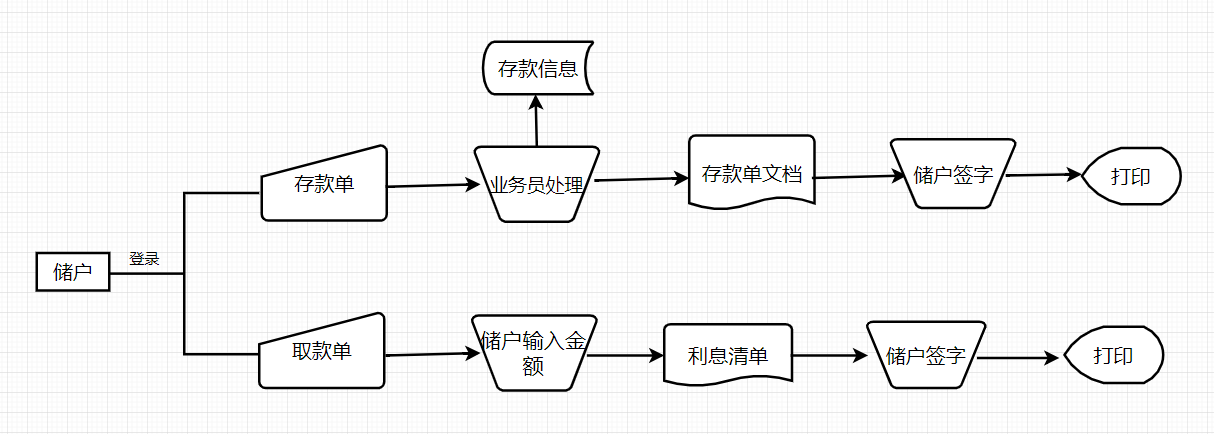 存款信息
存款单
业务员处理
存款单文档
储户签字
打印
储户
登录
取款单
储户输入金
额
利息清单
储户签字
打印